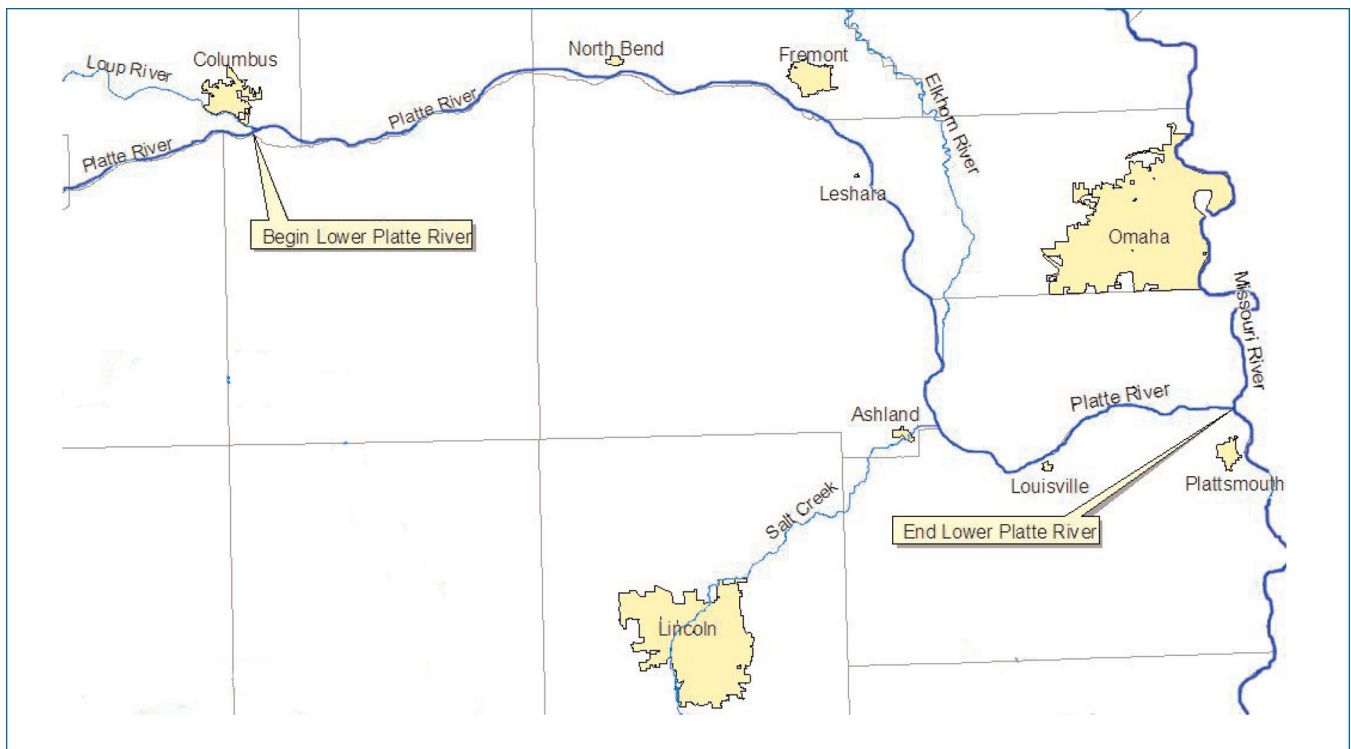 Loup River
Columbus
North Bend
Fremont
Elkhorn River
Platte River
Platte River
Leshara
Begin Lower Platte River
Omaha
Missouri River
Platte River
Ashland
Louisville
Plattsmouth
Salt Creek
End Lower Platte River
Lincoln